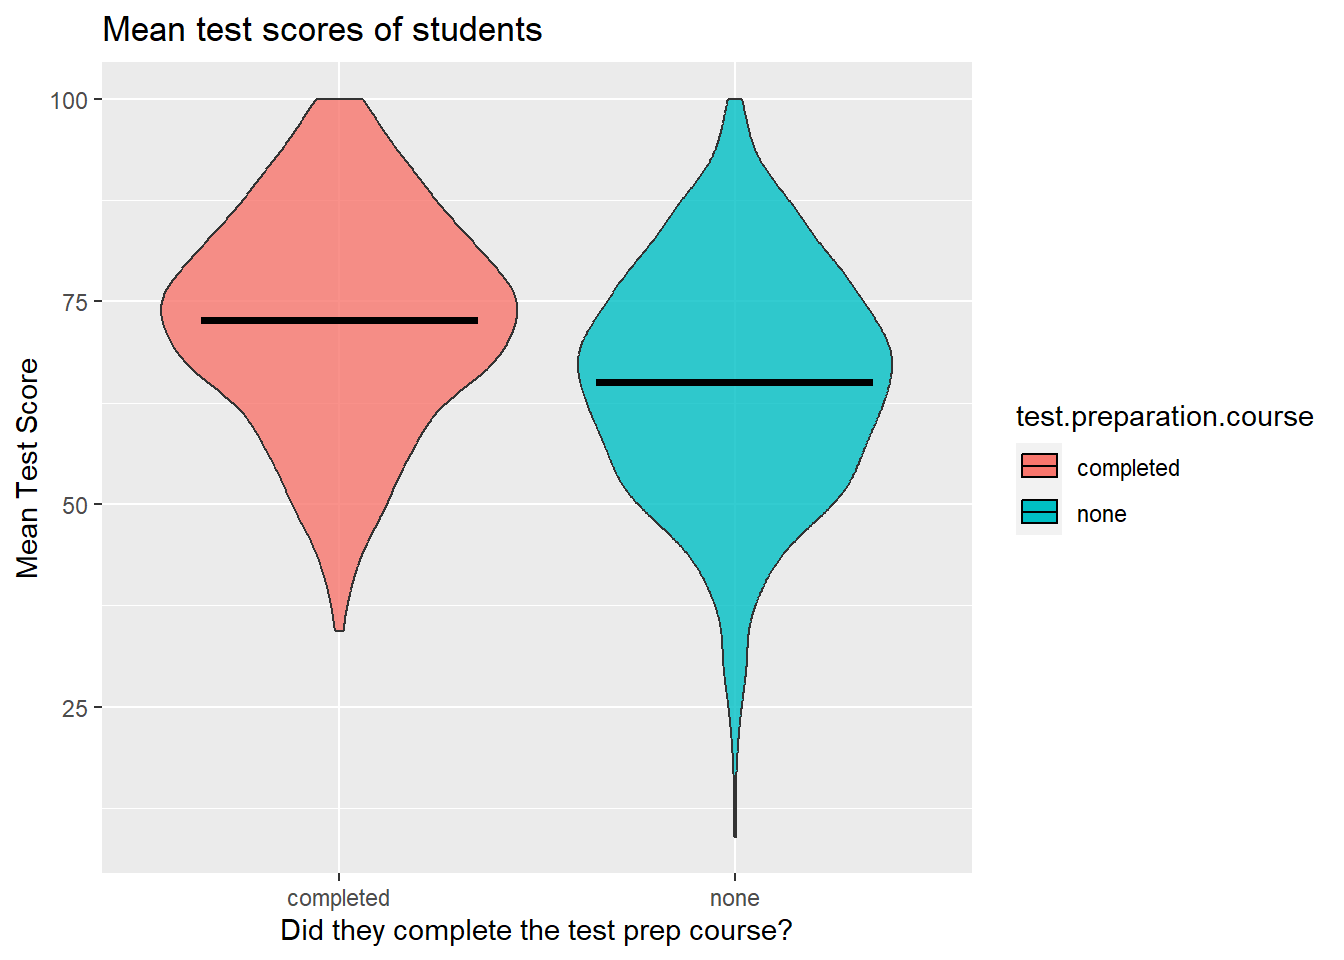 Mean test scores of students
Mean Test Score
100
75
50
25
completed
none
Did they complete the test prep course?
test.preparation.course
completed
none